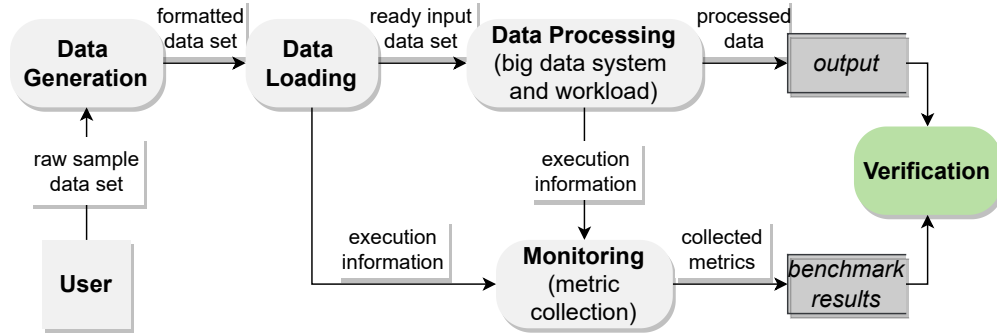 formatted
data set
ready input
data set
processed
data
Data
Generation
Data
Loading
Data Processing
(big data system
and workload)
output
raw sample
data set
execution
information
Verification
User
execution
information
Monitoring
(metric
collection)
collected
metrics
benchmark
results